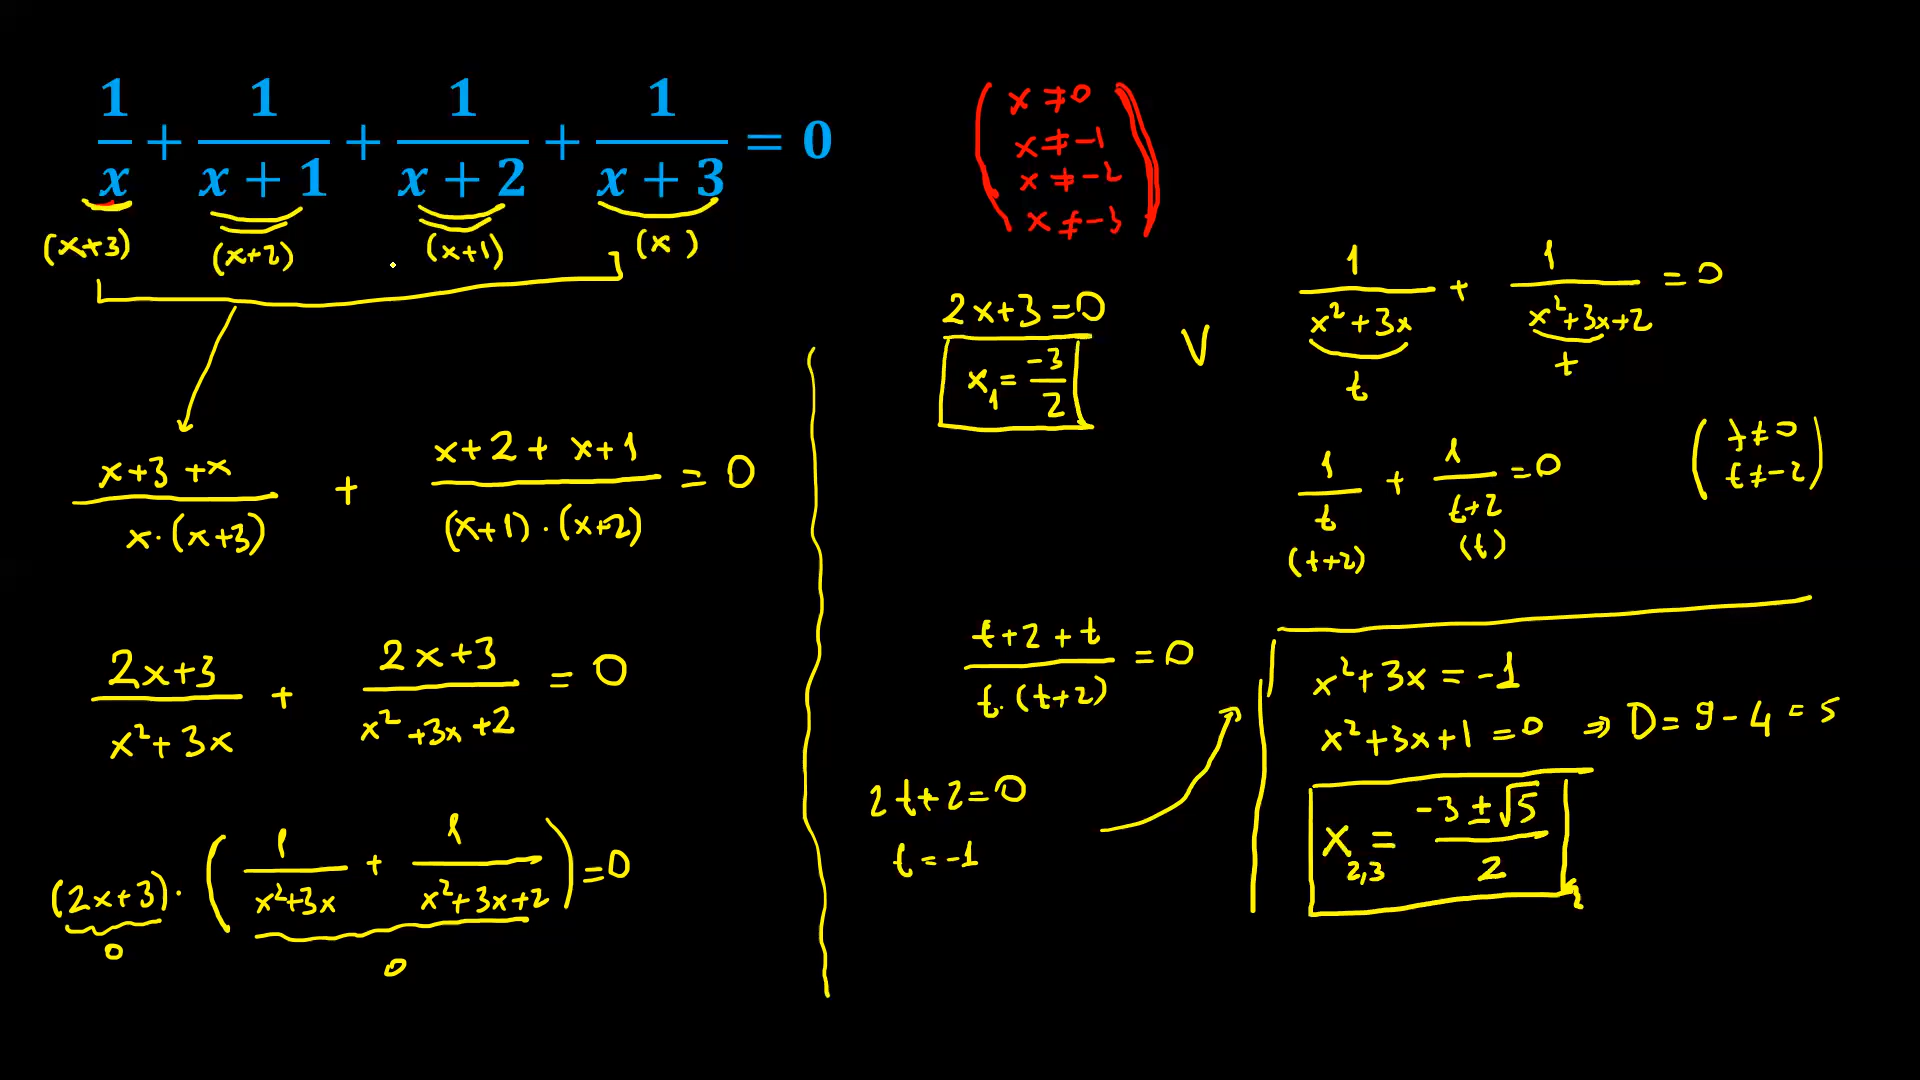 1/x + 1/(x+1) + 1/(x+2) + 1/(x+3) = 0
(x+3) (x+2) (x+1) (x )
(x+3+x)/(x·(x+3)) + (x+2+x+1)/((x+1)·(x+2)) = 0
(2x+3)/(x²+3x) + (2x+3)/(x²+3x+2) = 0
(2x+3)·(1/(x²+3x) + 1/(x²+3x+2)) = 0
0 0
x≠0
x≠-1
x≠-2
x≠-3
2x+3=0
x₁ = -3/2
V
1/(x²+3x) + 1/(x²+3x+2) = 0
t t
1/t + 1/(t+2) = 0
(t+2) (t)
t≠0
t≠-2
(t+2+t)/(t·(t+2)) = 0
2t+2=0
t=-1
x²+3x=-1
x²+3x+1=0 ⇒ D=9-4=5
x₂,₃ = (-3±√5)/2